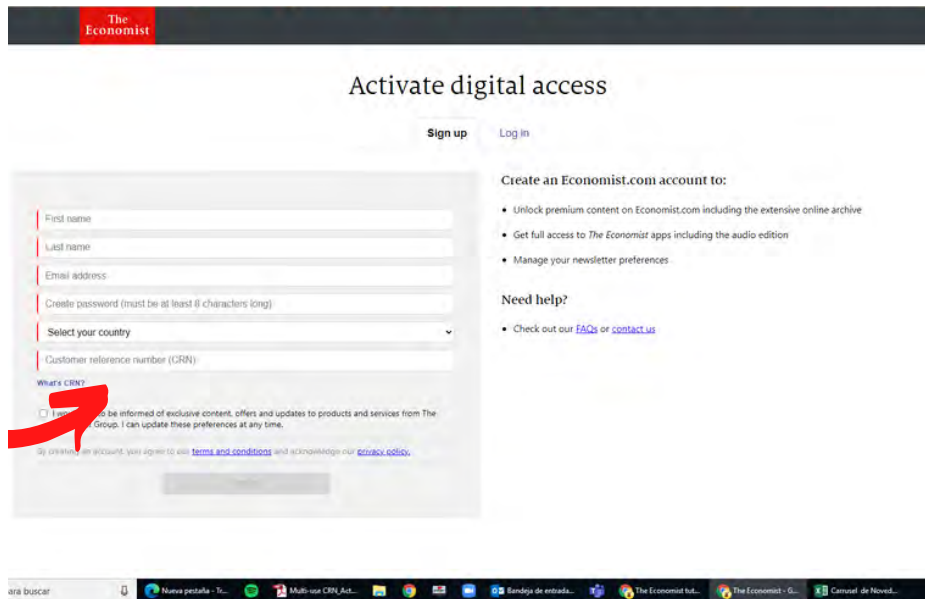 The
Economist
Activate digital access
Sign up
Log in
First name
Last name
Email address
Create password (must be at least 8 characters long)
Select your country
Customer reference number (CRN)
What's CRN?
I wo be informed of exclusive content, offers and updates to products and services from The
Group. I can update these preferences at any time.
By creating an account, you agree to our terms and conditions and acknowledge our privacy policy.
Create an Economist.com account to:
• Unlock premium content on Economist.com including the extensive online archive
• Get full access to The Economist apps including the audio edition
• Manage your newsletter preferences
Need help?
• Check out our FAQs or contact us
ara buscar
Nueva pestaña - Tr...
Multi-use CRN_Act...
Bandeja de entrada...
The Economist tut...
The Economist - G...
Carrusel de Noved...